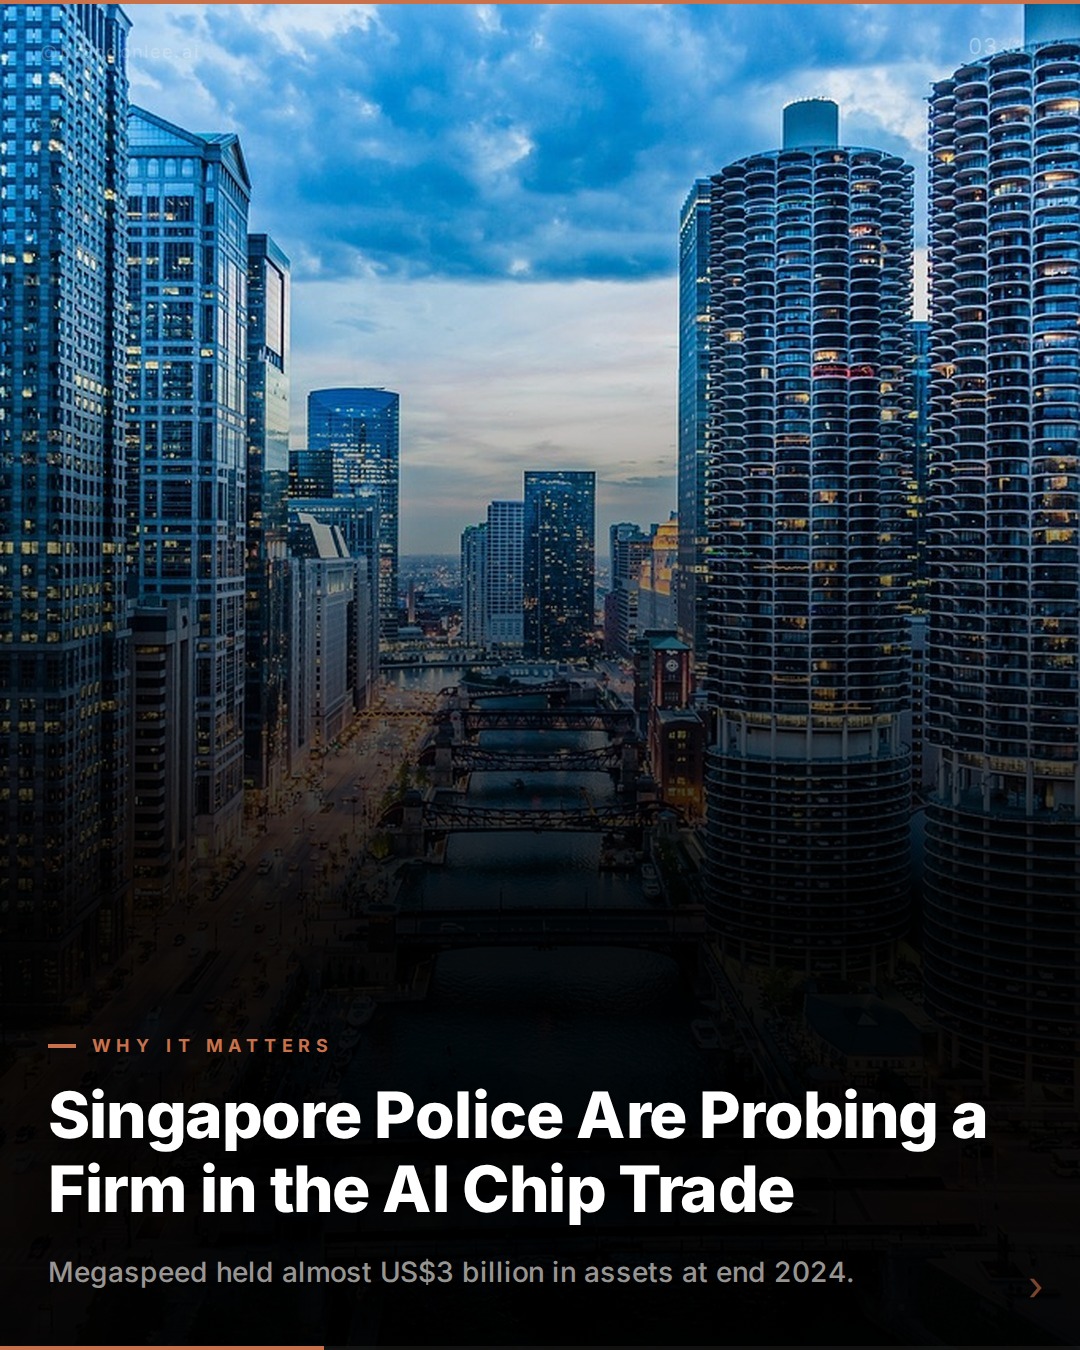 WHY IT MATTERS
Singapore Police Are Probing a
Firm in the AI Chip Trade
Megaspeed held almost US$3 billion in assets at end 2024.